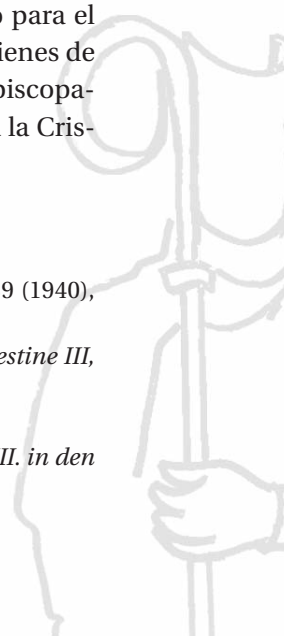 para el
ienes de
piscopa-
la Cris-
9 (1940),
estine III,
II. in den